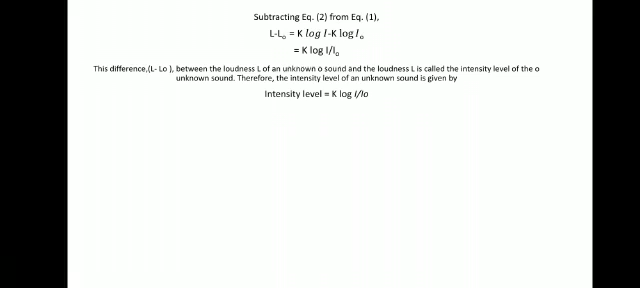 Subtracting Eq. (2) from Eq. (1),
L-Lₒ = K log I-K log Iₒ
= K log I/Iₒ
This difference,(L- Lo ), between the loudness L of an unknown o sound and the loudness L is called the intensity level of the o
unknown sound. Therefore, the intensity level of an unknown sound is given by
Intensity level = K log I/Io